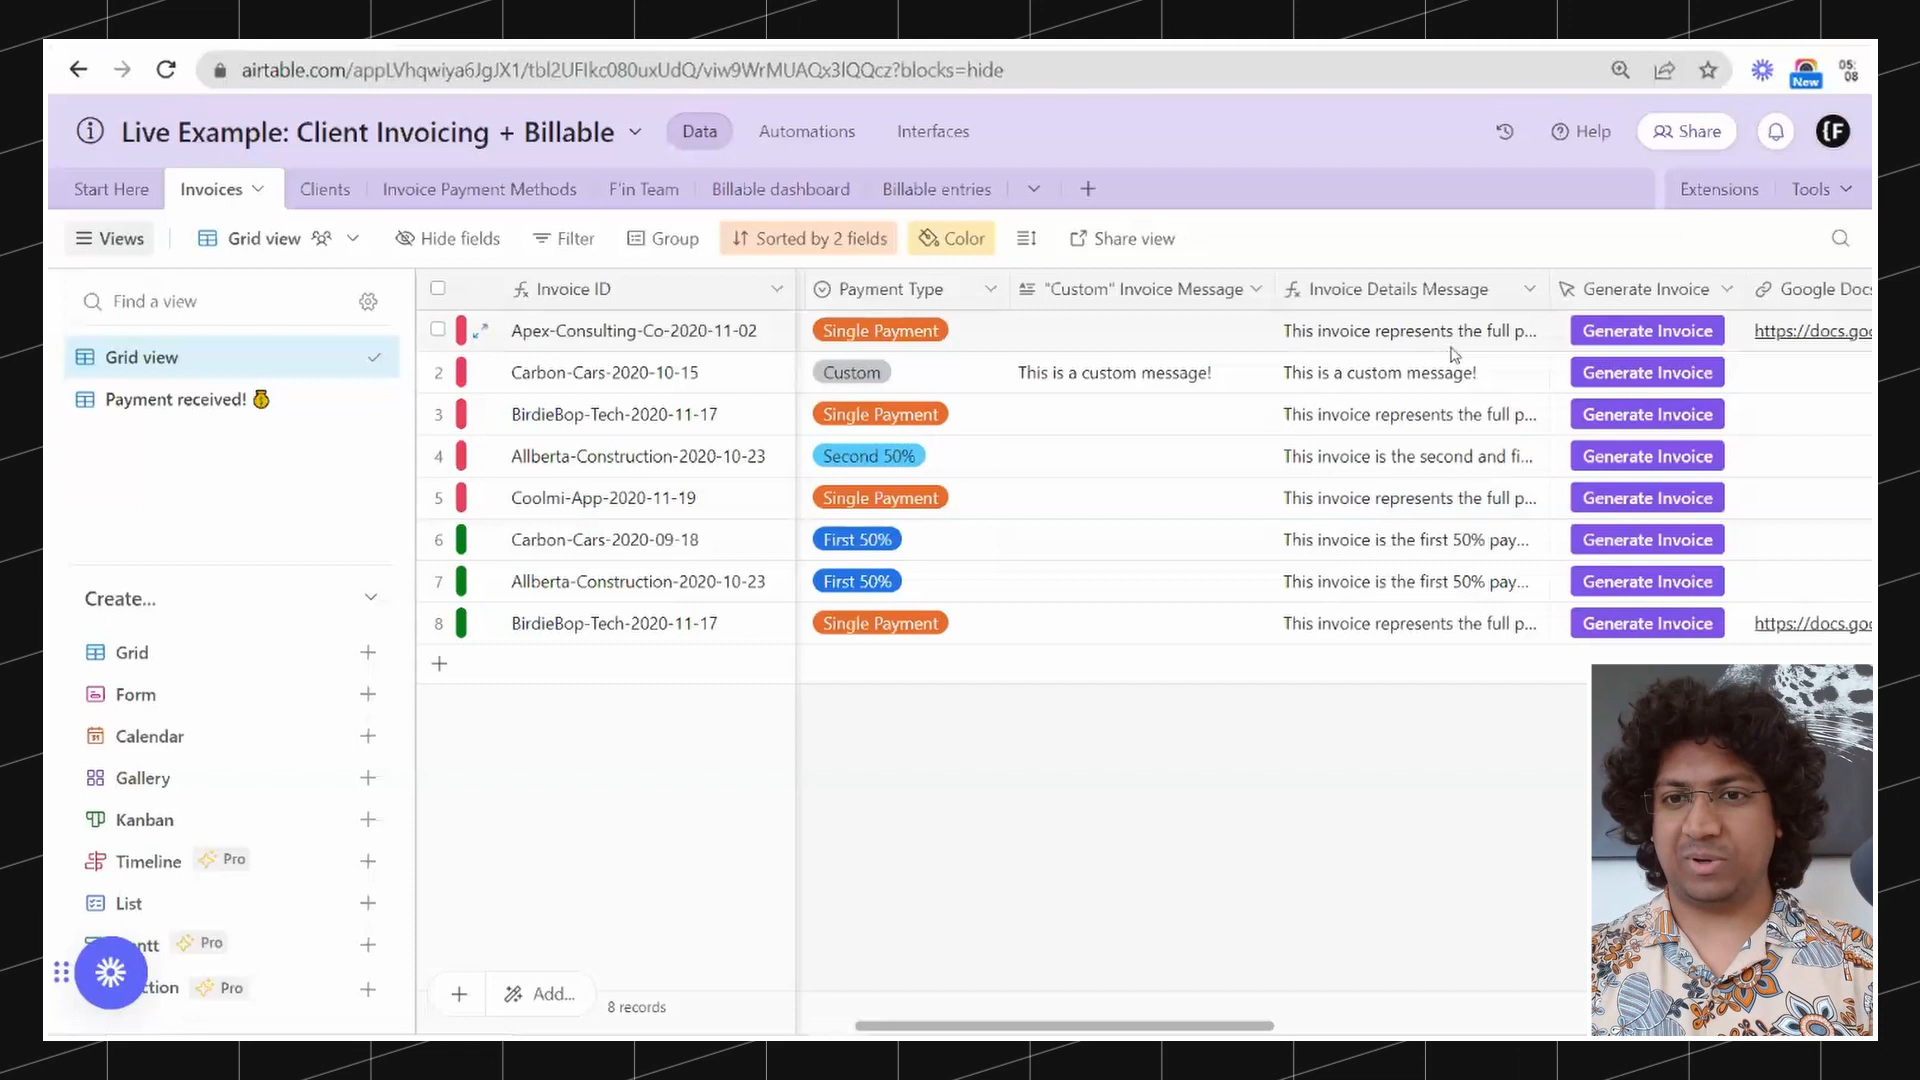 airtable.com/appLVhqwiya6JgJX1/tbl2UFIkc080uxUdQ/viw9WrMUAQx3lQQcz?blocks=hide
New
05:
08
Live Example: Client Invoicing + Billable
Data
Automations
Interfaces
Help
Share
{F
Start Here
Invoices
Clients
Invoice Payment Methods
F'in Team
Billable dashboard
Billable entries
Extensions
Tools
Views
Grid view
Hide fields
Filter
Group
Sorted by 2 fields
Color
Share view
Find a view
Grid view
Payment received!
Create...
Grid
Form
Calendar
Gallery
Kanban
Timeline Pro
List
ntt Pro
ction Pro
Invoice ID Payment Type "Custom" Invoice Message Invoice Details Message Generate Invoice Google Docs
Apex-Consulting-Co-2020-11-02 Single Payment This invoice represents the full p... Generate Invoice https://docs.goo
2 Carbon-Cars-2020-10-15 Custom This is a custom message! This is a custom message! Generate Invoice
3 BirdieBop-Tech-2020-11-17 Single Payment This invoice represents the full p... Generate Invoice
4 Allberta-Construction-2020-10-23 Second 50% This invoice is the second and fi... Generate Invoice
5 Coolmi-App-2020-11-19 Single Payment This invoice represents the full p... Generate Invoice
6 Carbon-Cars-2020-09-18 First 50% This invoice is the first 50% pay... Generate Invoice
7 Allberta-Construction-2020-10-23 First 50% This invoice is the first 50% pay... Generate Invoice
8 BirdieBop-Tech-2020-11-17 Single Payment This invoice represents the full p... Generate Invoice https://docs.goo
Add...
8 records